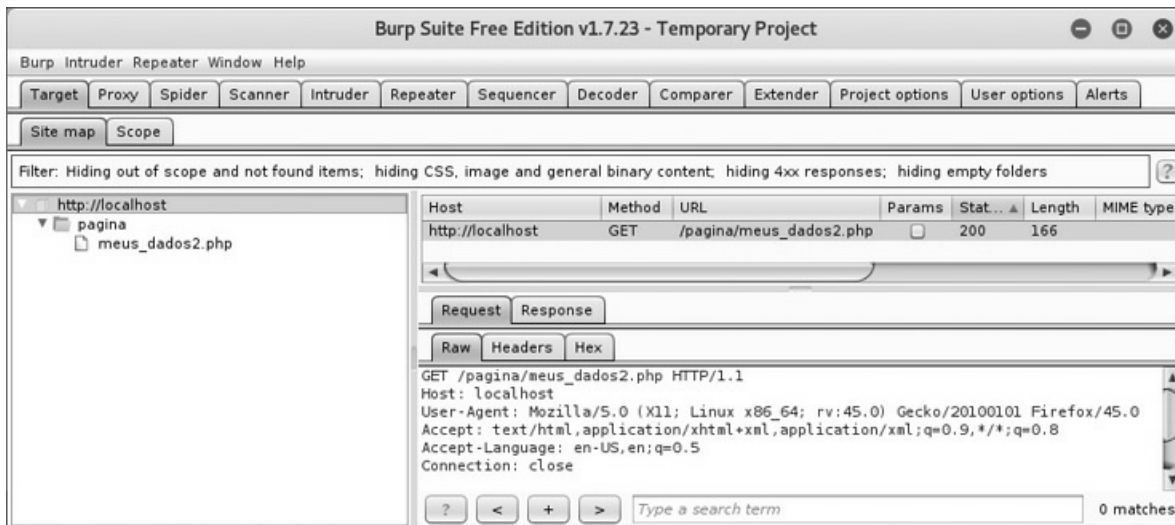 Burp Suite Free Edition v1.7.23 - Temporary Project
Burp Intruder Repeater Window Help
Target Proxy Spider Scanner Intruder Repeater Sequencer Decoder Comparer Extender Project options User options Alerts
Site map Scope
Filter: Hiding out of scope and not found items; hiding CSS, image and general binary content; hiding 4xx responses; hiding empty folders ?
http://localhost
pagina
meus_dados2.php
Host Method URL Params Stat... Length MIME type
http://localhost GET /pagina/meus_dados2.php 200 166
Request Response
Raw Headers Hex
GET /pagina/meus_dados2.php HTTP/1.1
Host: localhost
User-Agent: Mozilla/5.0 (X11; Linux x86_64; rv:45.0) Gecko/20100101 Firefox/45.0
Accept: text/html,application/xhtml+xml,application/xml;q=0.9,*/*;q=0.8
Accept-Language: en-US,en;q=0.5
Connection: close
? < + > Type a search term 0 matches